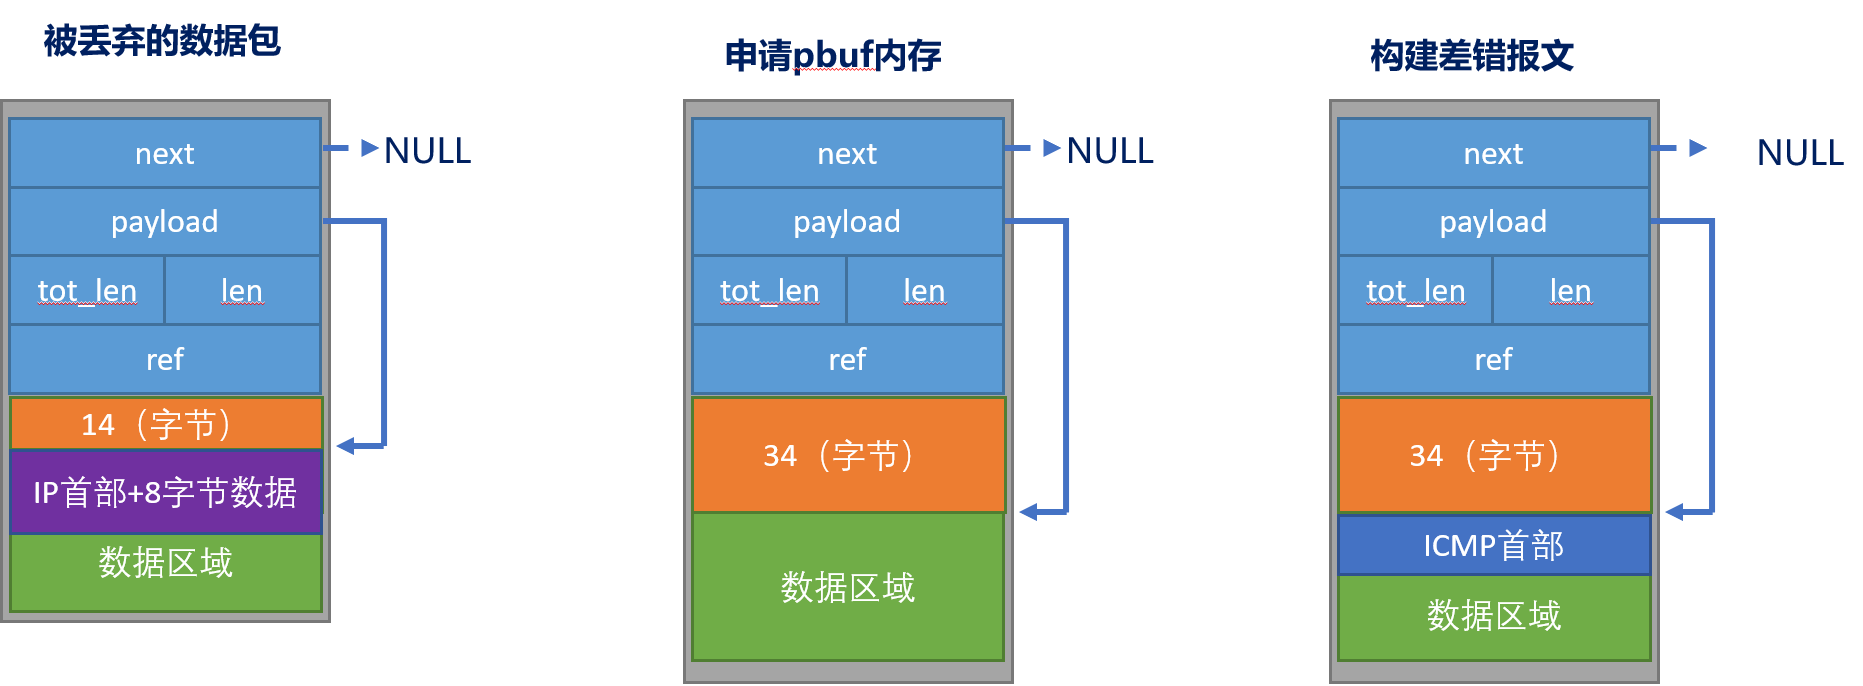 被丢弃的数据包
next
NULL
payload
tot_len
len
ref
14（字节）
IP首部+8字节数据
数据区域
申请pbuf内存
next
NULL
payload
tot_len
len
ref
34（字节）
数据区域
构建差错报文
next
NULL
payload
tot_len
len
ref
34（字节）
ICMP首部
数据区域